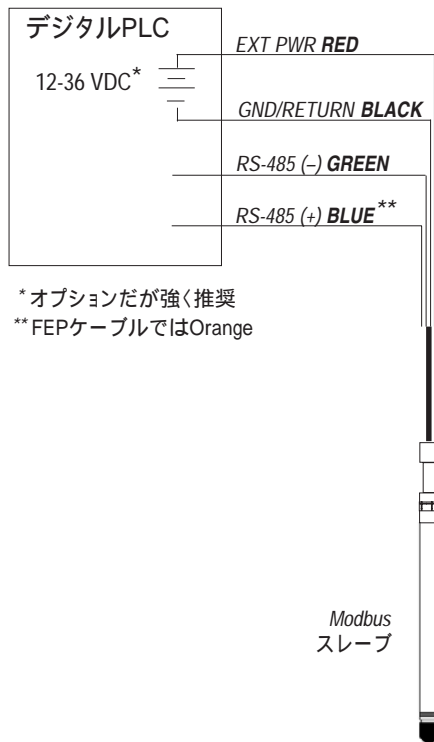 デジタルPLC
12-36 VDC*
EXT PWR RED
GND/RETURN BLACK
RS-485 (–) GREEN
RS-485 (+) BLUE**
*オプションだが強く推奨
**FEPケーブルではOrange
Modbus
スレーブ